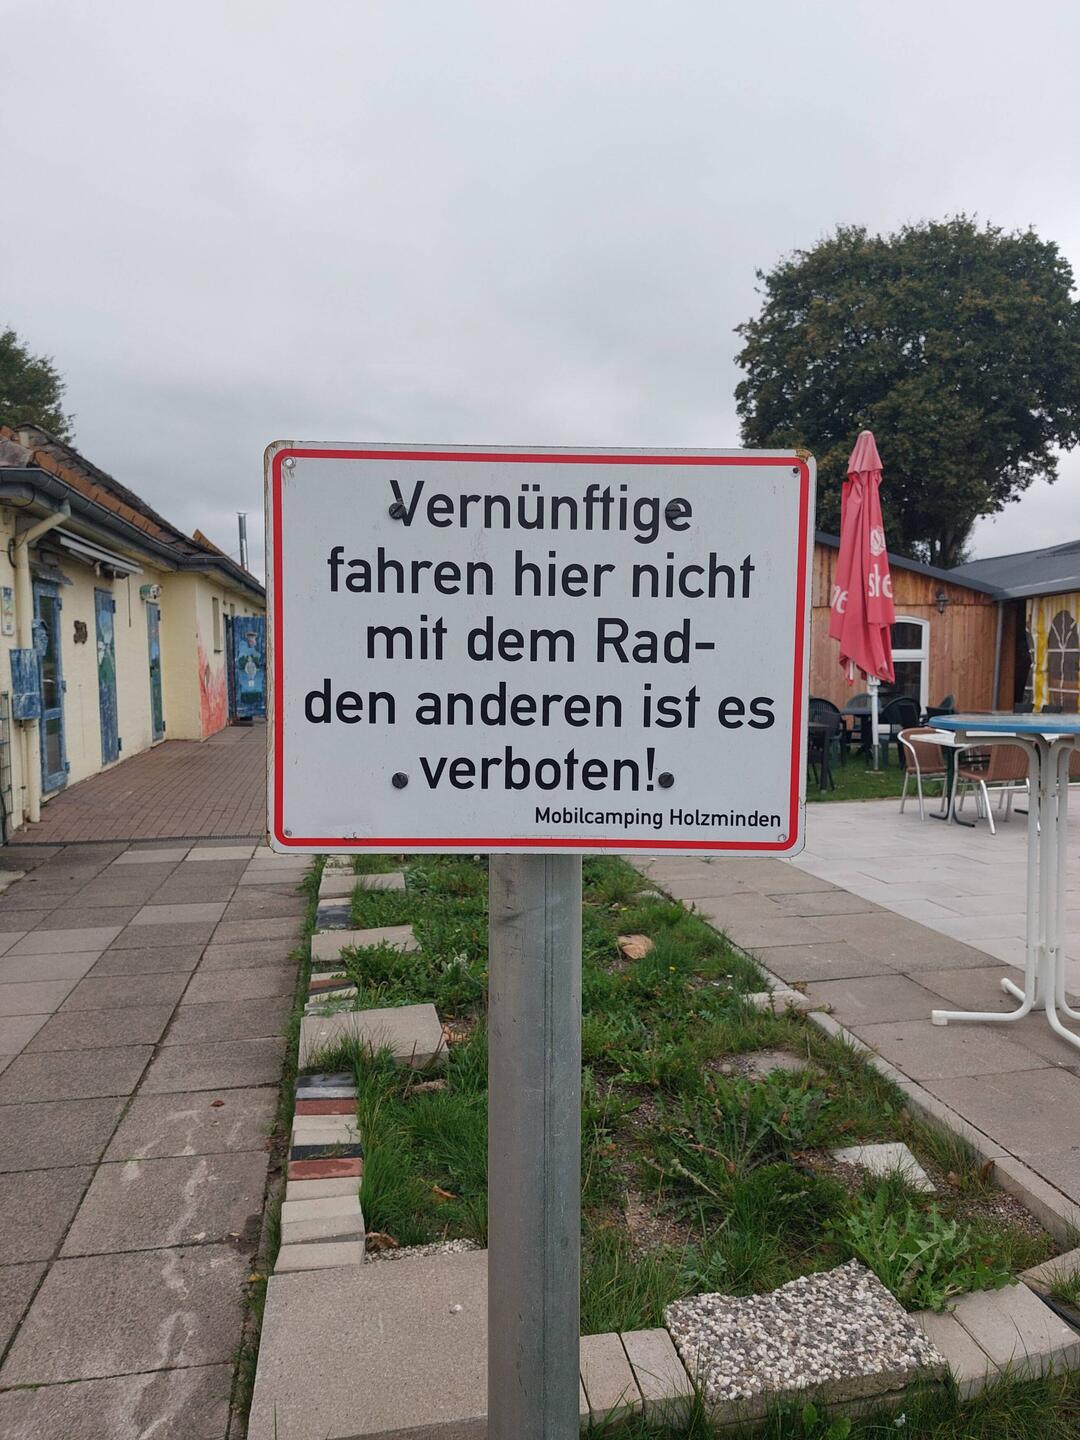 Vernünftige
fahren hier nicht
mit dem Rad-
den anderen ist es
verboten!
Mobilcamping Holzminden